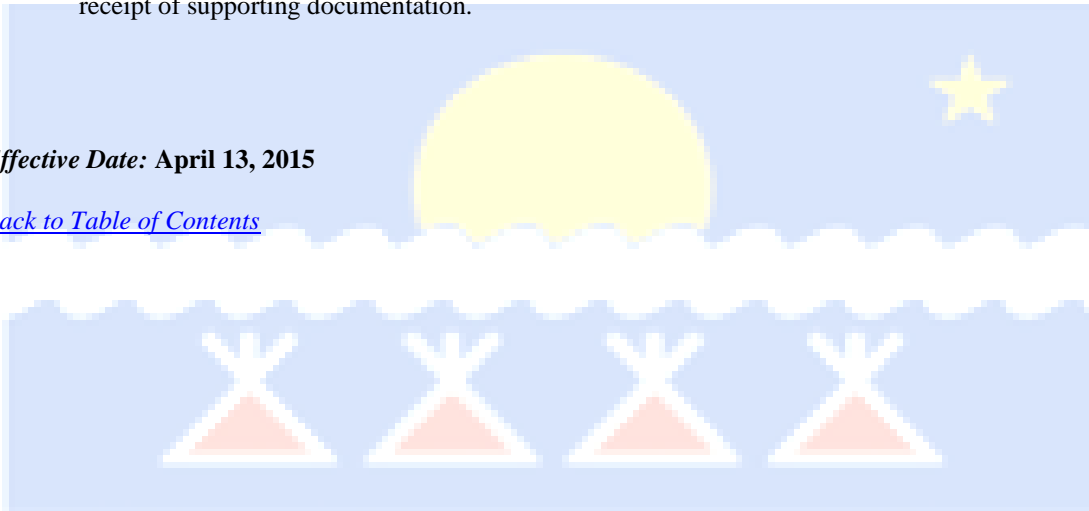 receipt of supporting documentation.
ffective Date: April 13, 2015
ack to Table of Contents